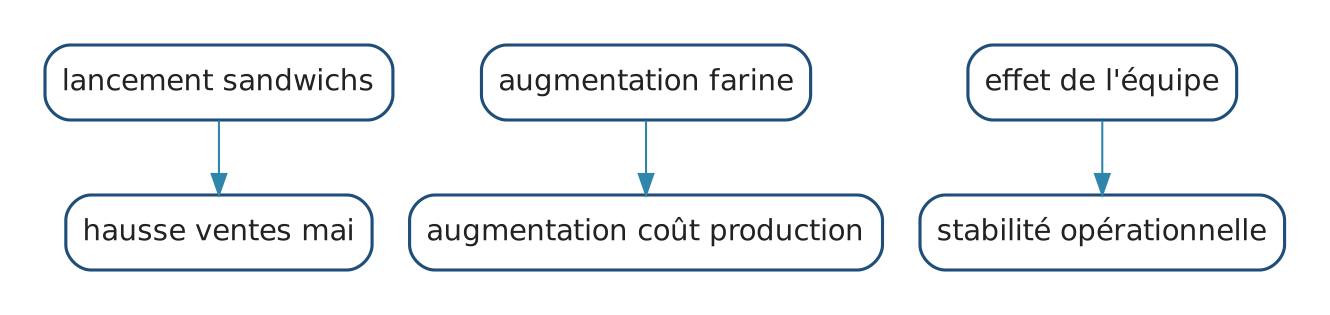 lancement sandwichs
augmentation farine
effet de l'équipe
hausse ventes mai
augmentation coût production
stabilité opérationnelle